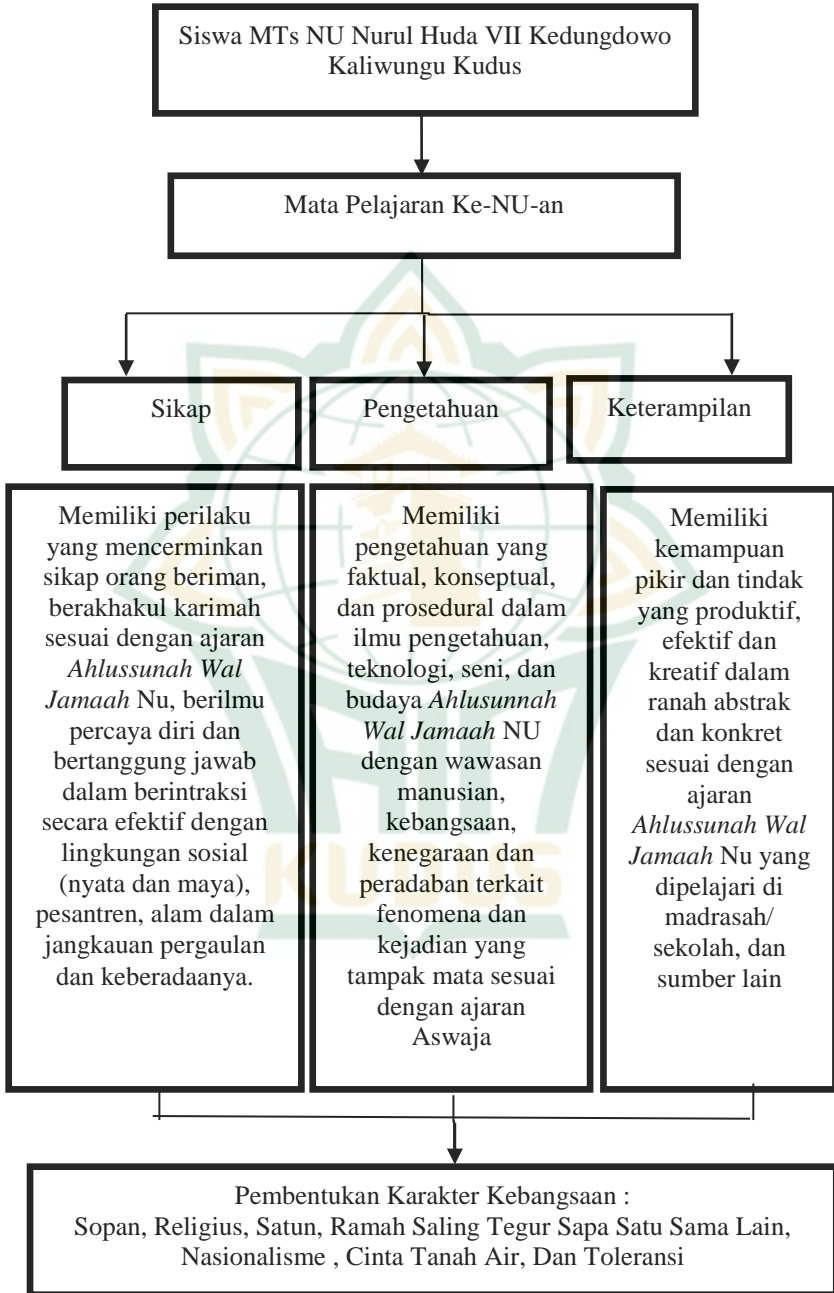 Siswa MTs NU Nurul Huda VII Kedungdowo
Kaliwungu Kudus
Mata Pelajaran Ke-NU-an
Sikap
Pengetahuan
Keterampilan
Memiliki perilaku
yang mencerminkan
sikap orang beriman,
berakhakul karimah
sesuai dengan ajaran
Ahlussunah Wal
Jamaah Nu, berilmu
percaya diri dan
bertanggung jawab
dalam berintraksi
secara efektif dengan
lingkungan sosial
(nyata dan maya),
pesantren, alam dalam
jangkauan pergaulan
dan keberadaanya.
Memiliki
pengetahuan yang
faktual, konseptual,
dan prosedural dalam
ilmu pengetahuan,
teknologi, seni, dan
budaya Ahlusunnah
Wal Jamaah NU
dengan wawasan
manusian,
kebangsaan,
kenegaraan dan
peradaban terkait
fenomena dan
kejadian yang
tampak mata sesuai
dengan ajaran
Aswaja
Memiliki
kemampuan
pikir dan tindak
yang produktif,
efektif dan
kreatif dalam
ranah abstrak
dan konkret
sesuai dengan
ajaran
Ahlussunah Wal
Jamaah Nu yang
dipelajari di
madrasah/
sekolah, dan
sumber lain
KUDUS
Pembentukan Karakter Kebangsaan :
Sopan, Religius, Satun, Ramah Saling Tegur Sapa Satu Sama Lain,
Nasionalisme , Cinta Tanah Air, Dan Toleransi